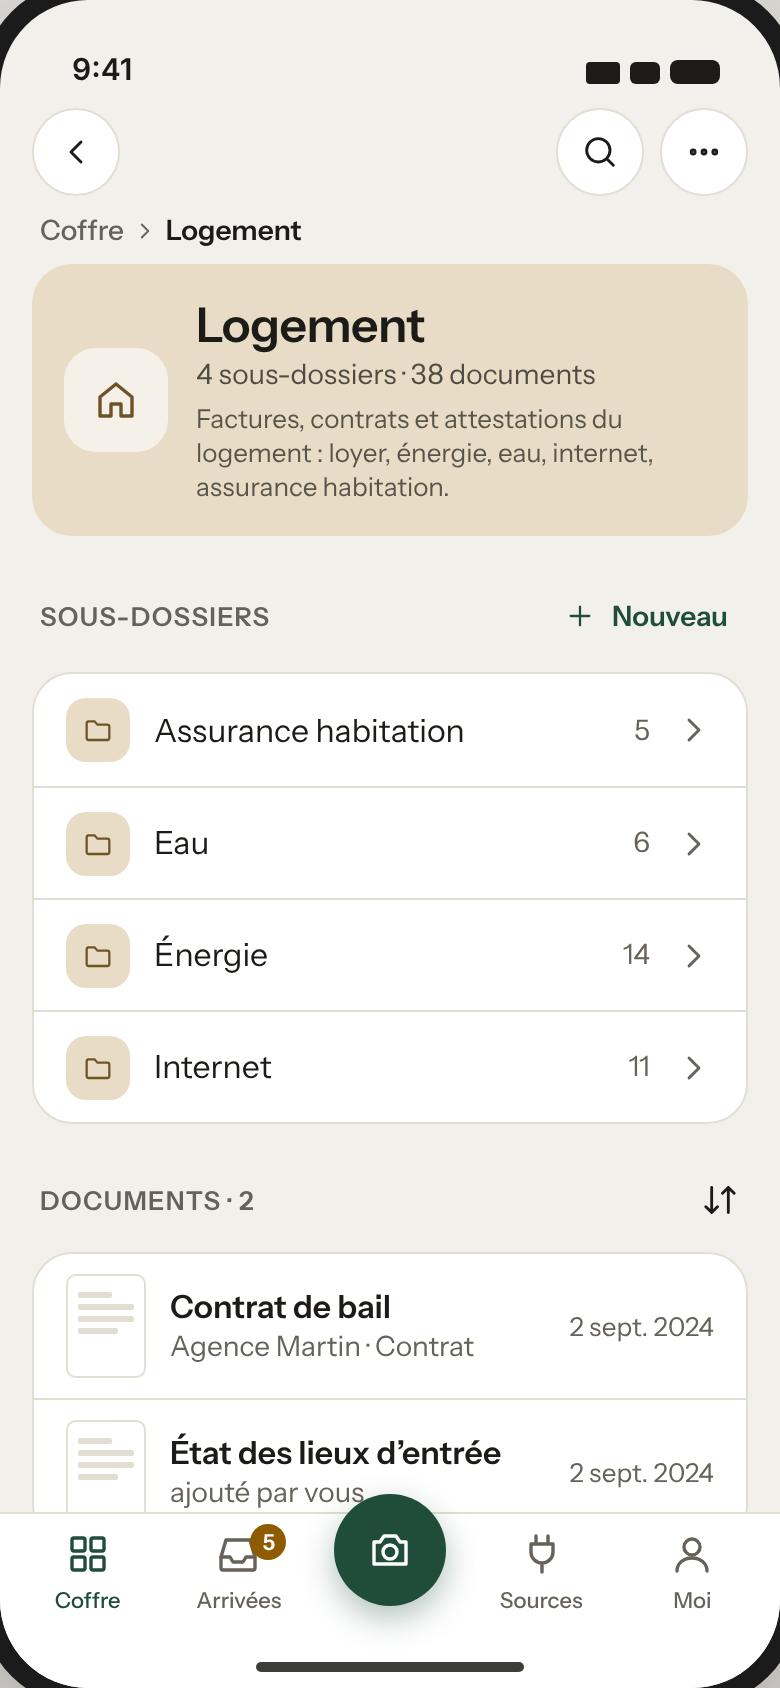 9:41
Coffre > Logement
Logement
4 sous-dossiers · 38 documents
Factures, contrats et attestations du
logement : loyer, énergie, eau, internet,
assurance habitation.
SOUS-DOSSIERS + Nouveau
Assurance habitation 5
Eau 6
Énergie 14
Internet 11
DOCUMENTS · 2
Contrat de bail
Agence Martin · Contrat 2 sept. 2024
État des lieux d’entrée
ajouté par vous 2 sept. 2024
5
Coffre Arrivées Sources Moi